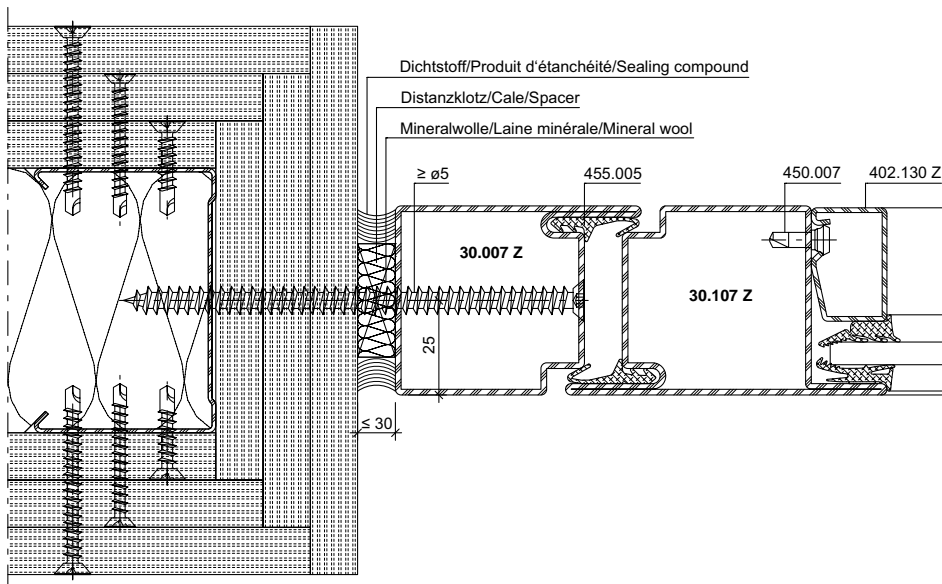 Dichtstoff/Produit d'étanchéité/Sealing compound
Distanzklotz/Cale/Spacer
Mineralwolle/Laine minérale/Mineral wool
≥ ø5
455.005
450.007
402.130 Z
30.007 Z
30.107 Z
25
≤ 30